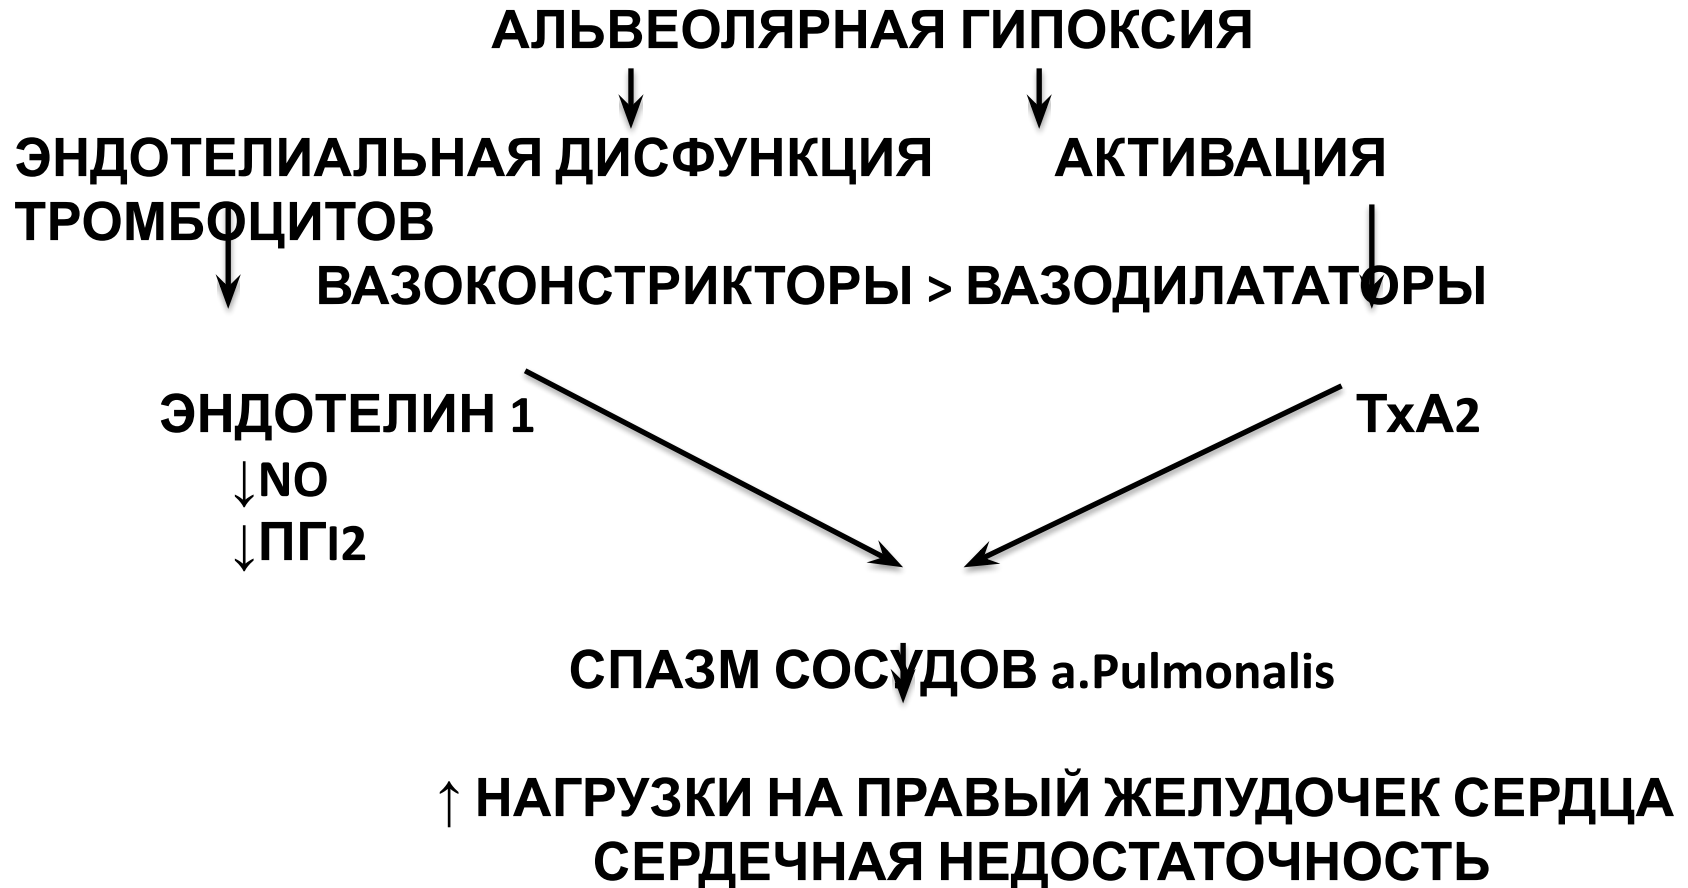 АЛЬВЕОЛЯРНАЯ ГИПОКСИЯ
ЭНДОТЕЛИАЛЬНАЯ ДИСФУНКЦИЯ АКТИВАЦИЯ
ТРОМБОЦИТОВ
ВАЗОКОНСТРИКТОРЫ > ВАЗОДИЛАТАТОРЫ
ЭНДОТЕЛИН 1 TxA2
↓NO
↓ПГI2
СПАЗМ СОСУДОВ a.Pulmonalis
↑ НАГРУЗКИ НА ПРАВЫЙ ЖЕЛУДОЧЕК СЕРДЦА
СЕРДЕЧНАЯ НЕДОСТАТОЧНОСТЬ